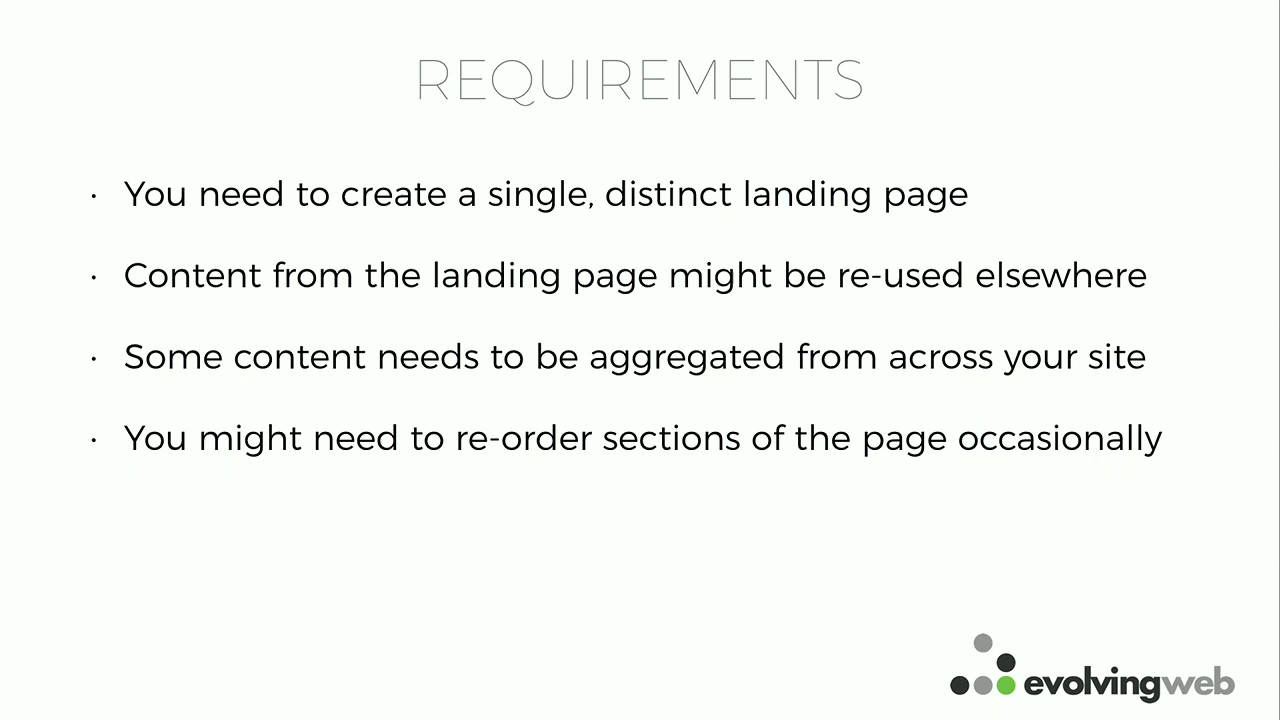 REQUIREMENTS
· You need to create a single, distinct landing page
· Content from the landing page might be re-used elsewhere
· Some content needs to be aggregated from across your site
· You might need to re-order sections of the page occasionally
evolvingweb